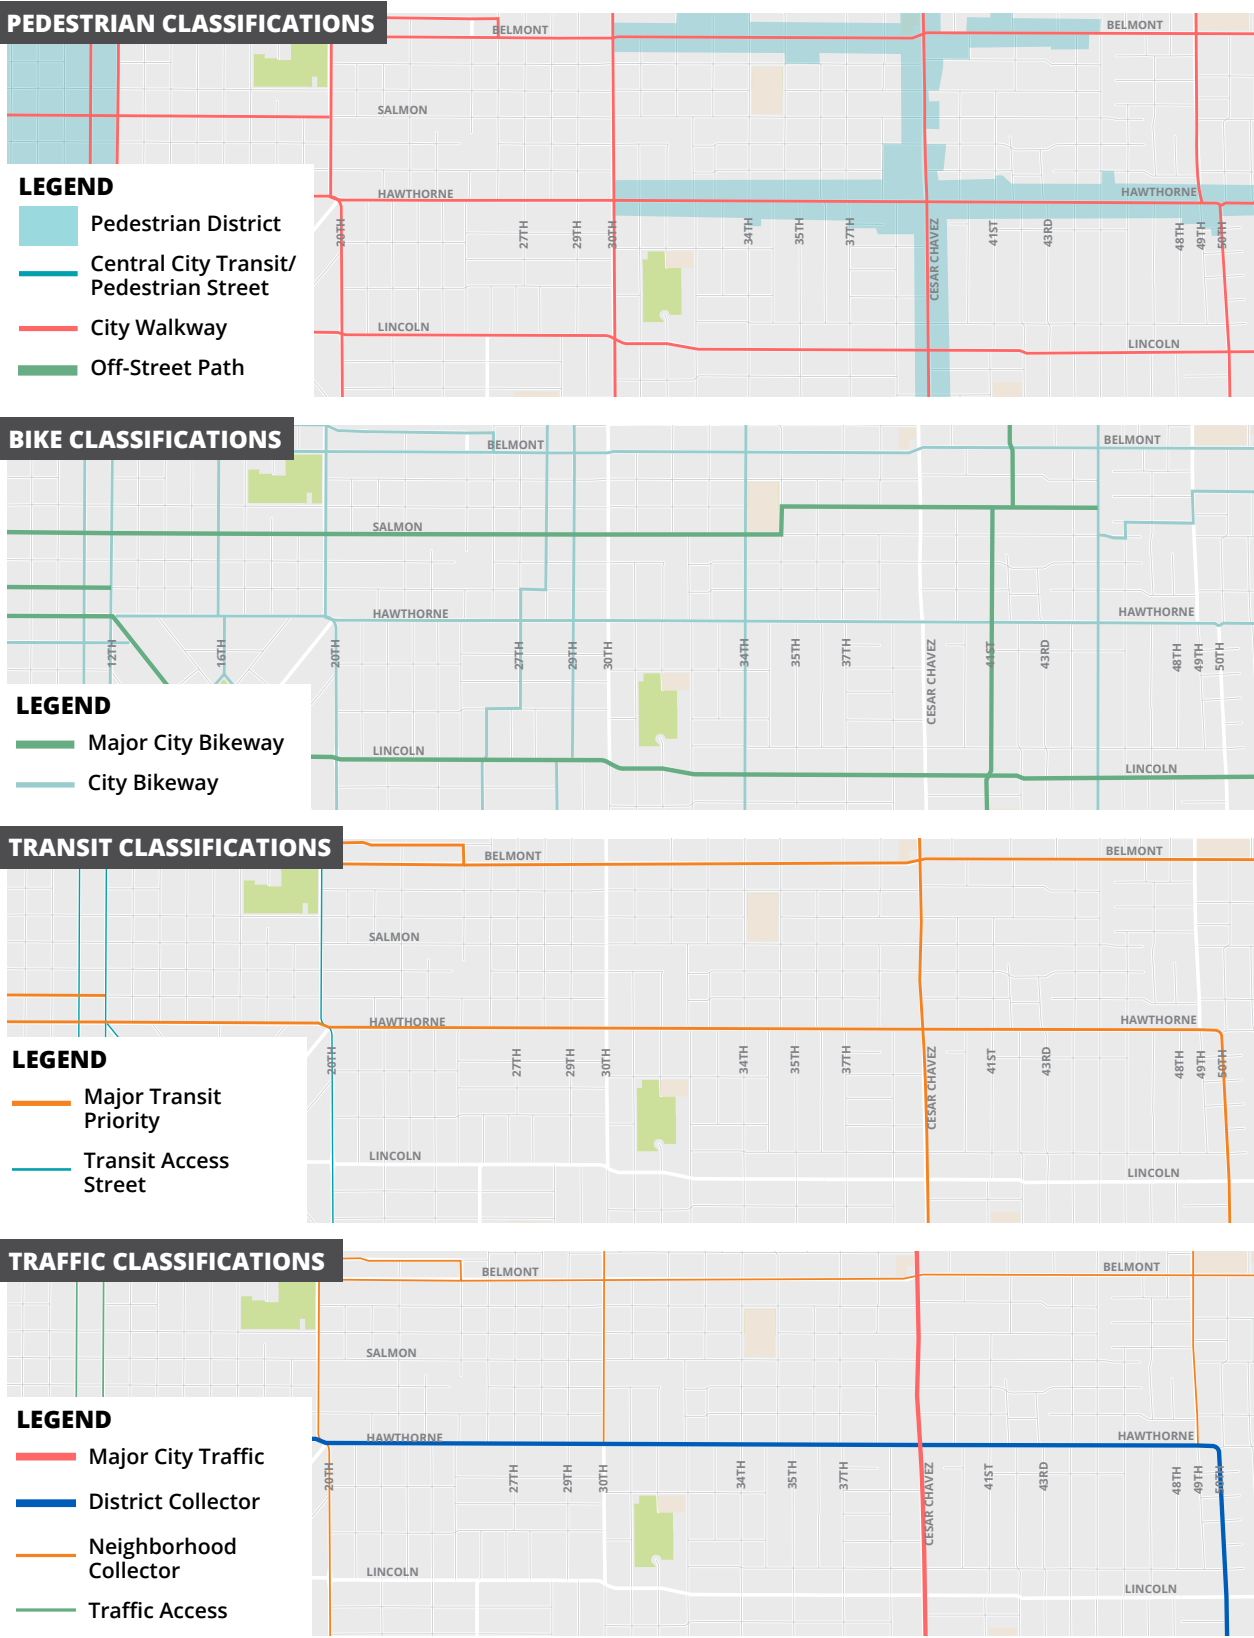 PEDESTRIAN CLASSIFICATIONS
BELMONT
BELMONT
SALMON
HAWTHORNE
HAWTHORNE
20TH
27TH
29TH
30TH
34TH
35TH
37TH
CESAR CHAVEZ
41ST
43RD
48TH
49TH
50TH
LINCOLN
LINCOLN
LEGEND
Pedestrian District
Central City Transit/
Pedestrian Street
City Walkway
Off-Street Path
BIKE CLASSIFICATIONS
BELMONT
BELMONT
SALMON
HAWTHORNE
HAWTHORNE
12TH
16TH
20TH
27TH
29TH
30TH
34TH
35TH
37TH
CESAR CHAVEZ
41ST
43RD
48TH
49TH
50TH
LINCOLN
LINCOLN
LEGEND
Major City Bikeway
City Bikeway
TRANSIT CLASSIFICATIONS
BELMONT
BELMONT
SALMON
HAWTHORNE
HAWTHORNE
20TH
27TH
29TH
30TH
34TH
35TH
37TH
CESAR CHAVEZ
41ST
43RD
48TH
49TH
50TH
LINCOLN
LINCOLN
LEGEND
Major Transit
Priority
Transit Access
Street
TRAFFIC CLASSIFICATIONS
BELMONT
BELMONT
SALMON
HAWTHORNE
HAWTHORNE
20TH
27TH
29TH
30TH
34TH
35TH
37TH
CESAR CHAVEZ
41ST
43RD
48TH
49TH
50TH
LINCOLN
LINCOLN
LEGEND
Major City Traffic
District Collector
Neighborhood
Collector
Traffic Access